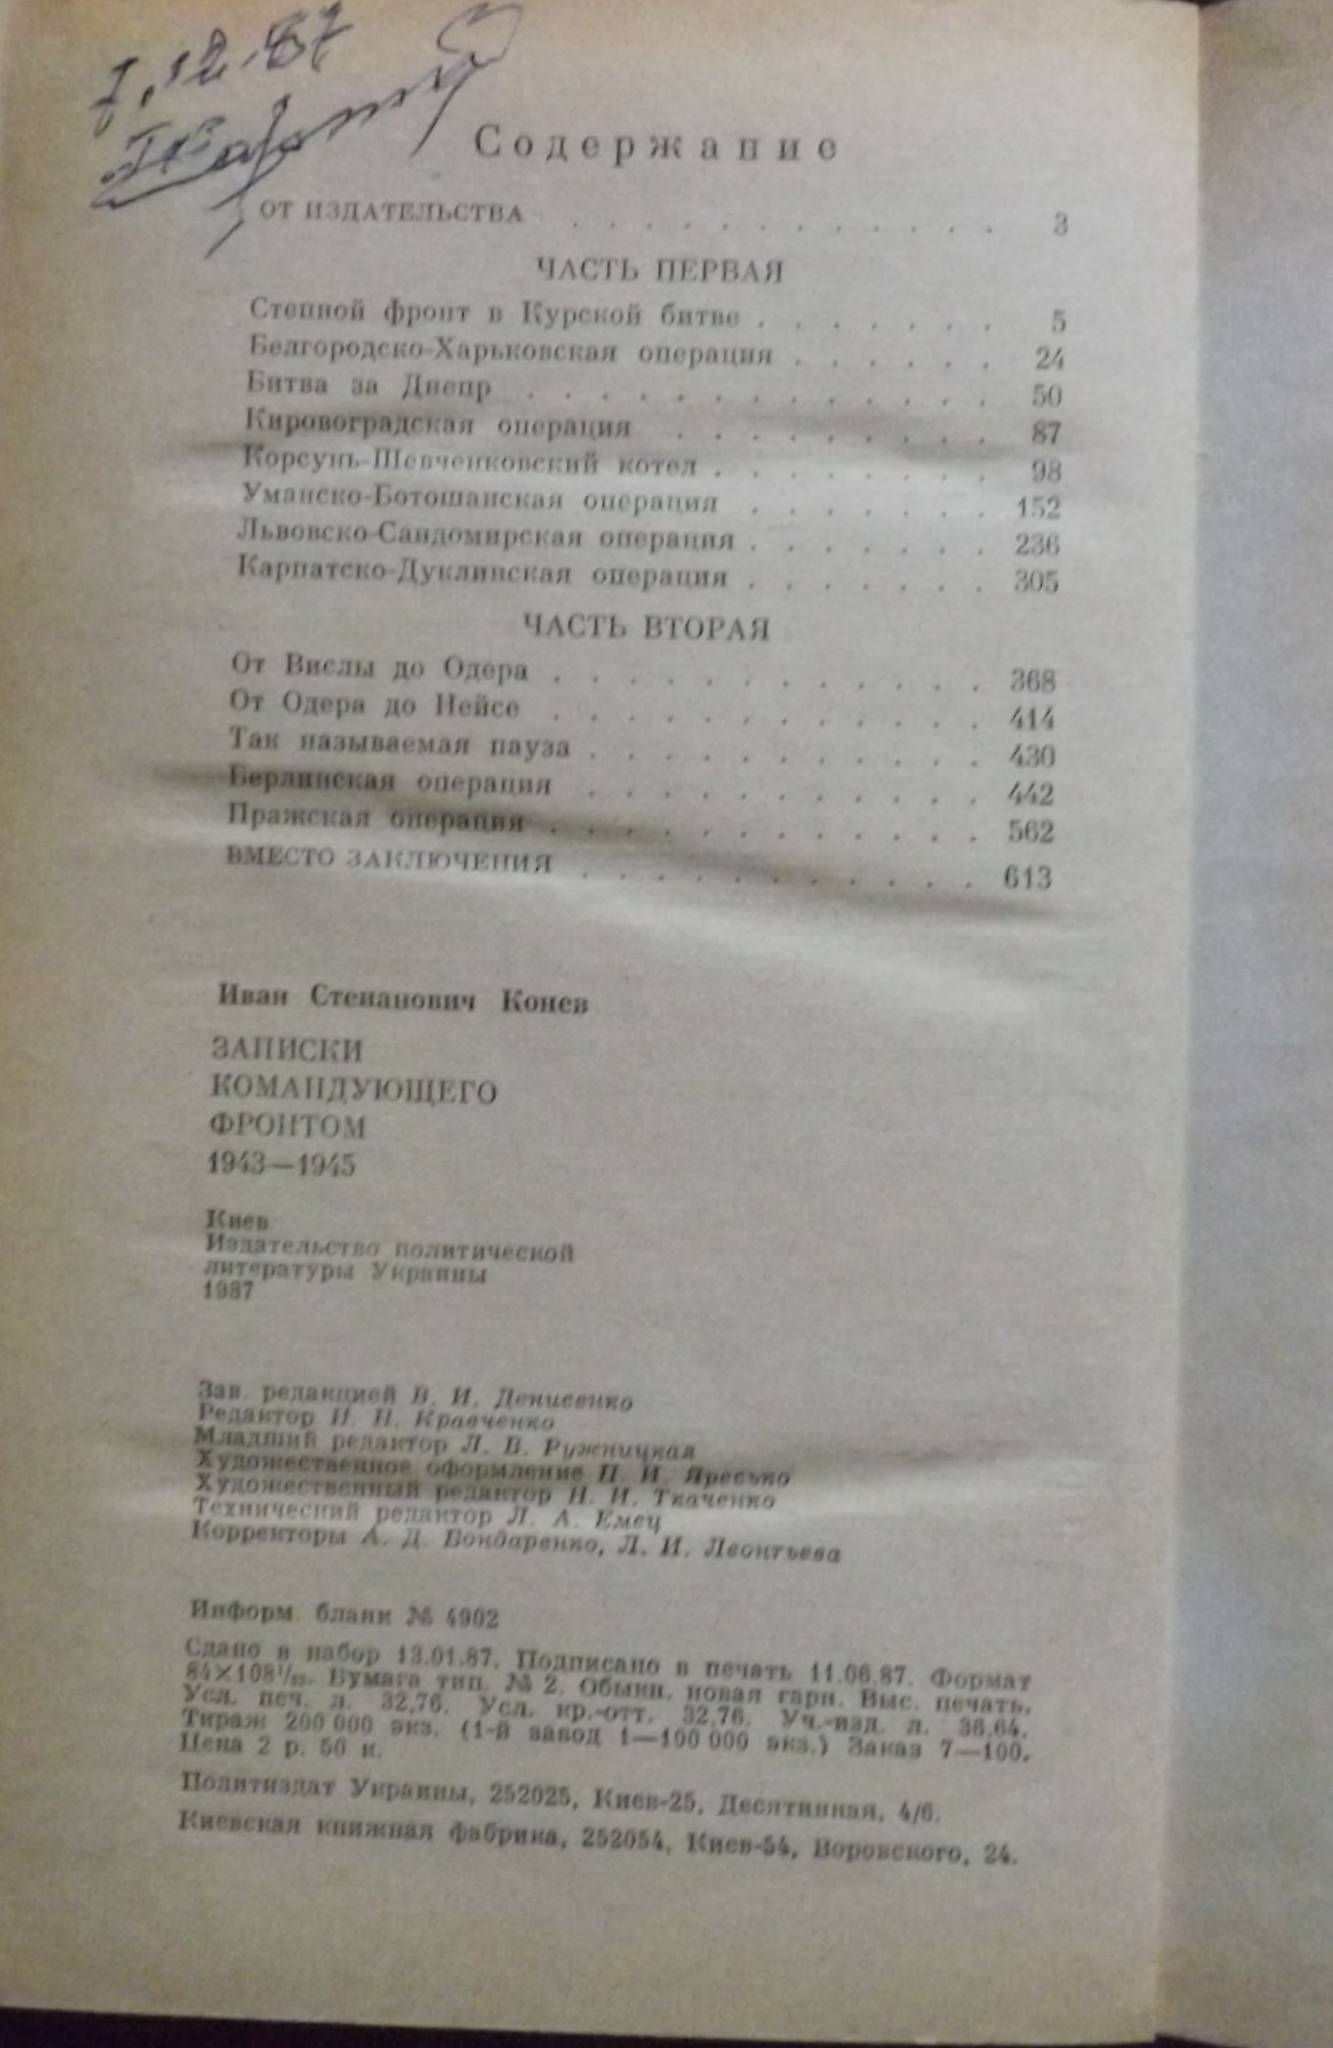 7.12.87
Содержание
ОТ ИЗДАТЕЛЬСТВА . . . . . . . . . . . . 3
ЧАСТЬ ПЕРВАЯ
Степной фронт в Курской битве . . . . . . . 5
Белгородско-Харьковская операция . . . . . . 24
Битва за Днепр . . . . . . . . . . . . . 50
Кировоградская операция . . . . . . . . . 87
Корсунь-Шевченковский котел . . . . . . . . 98
Уманско-Ботошанская операция . . . . . . . 152
Львовско-Сандомирская операция . . . . . . . 236
Карпатско-Дуклинская операция . . . . . . . 305
ЧАСТЬ ВТОРАЯ
От Вислы до Одера . . . . . . . . . . . . 368
От Одера до Нейсе . . . . . . . . . . . . 414
Так называемая пауза . . . . . . . . . . . 430
Берлинская операция . . . . . . . . . . . 442
Пражская операция . . . . . . . . . . . . 562
ВМЕСТО ЗАКЛЮЧЕНИЯ . . . . . . . . . . . 613
Иван Степанович Конев
ЗАПИСКИ
КОМАНДУЮЩЕГО
ФРОНТОМ
1943—1945
Киев
Издательство политической
литературы Украины
1987
Зав. редакцией В. И. Денисенко
Редактор Н. Н. Кравченко
Младший редактор Л. В. Ружницкая
Художественное оформление П. И. Яресько
Художественный редактор Н. И. Ткаченко
Технический редактор Л. А. Емец
Корректоры А. Д. Бондаренко, Л. И. Леонтьева
Информ. бланк № 4902
Сдано в набор 13.01.87. Подписано в печать 11.06.87. Формат
84×108¹/₃₂. Бумага тип. № 2. Обыкн. новая гарн. Выс. печать.
Усл. печ. л. 32,76. Усл. кр.-отт. 32,76. Уч.-изд. л. 36,64.
Тираж 200 000 экз. (1-й завод 1—100 000 экз.) Заказ 7—100.
Цена 2 р. 50 к.
Политиздат Украины, 252025, Киев-25, Десятинная, 4/6.
Киевская книжная фабрика, 252054, Киев-54, Воровского, 24.